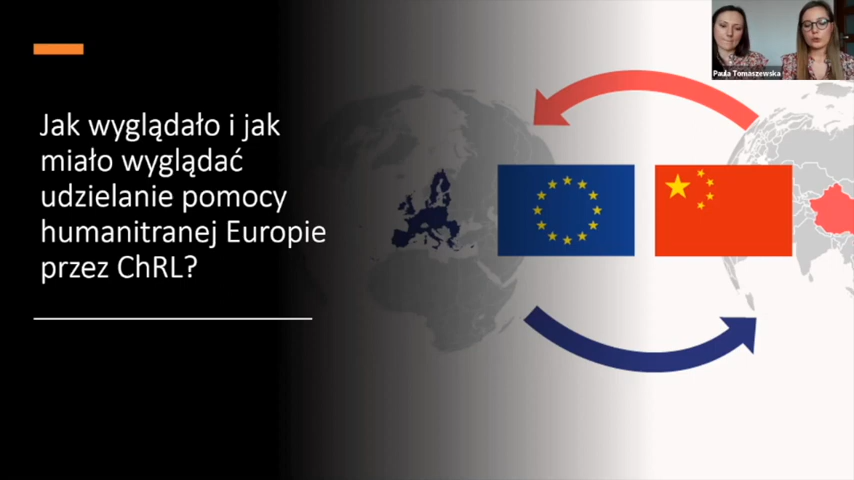 Paula Tomaszewska
Jak wyglądało i jak
miało wyglądać
udzielanie pomocy
humanitranej Europie
przez ChRL?